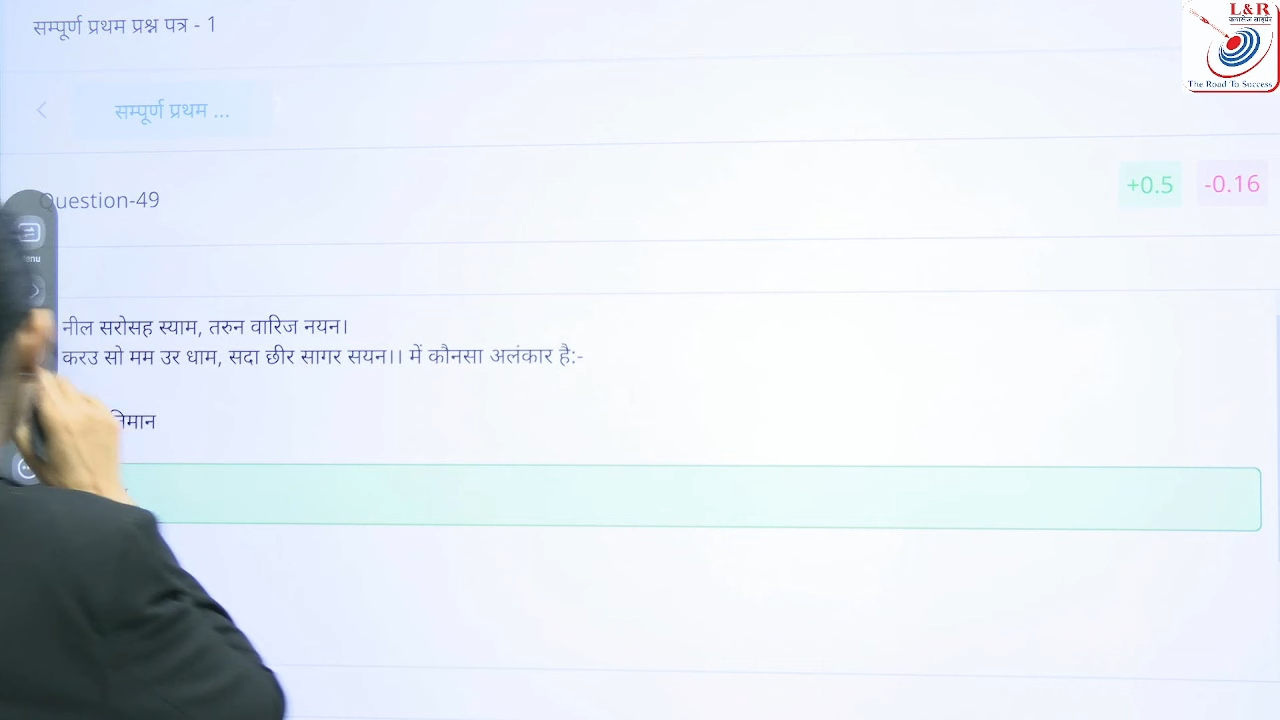 सम्पूर्ण प्रथम प्रश्न पत्र - 1
L&R
The Road To Success
सम्पूर्ण प्रथम ...
Question-49
+0.5
-0.16
नील सरोसह स्याम, तरुन वारिज नयन।
करउ सो मम उर धाम, सदा छीर सागर सयन।। में कौनसा अलंकार है:-